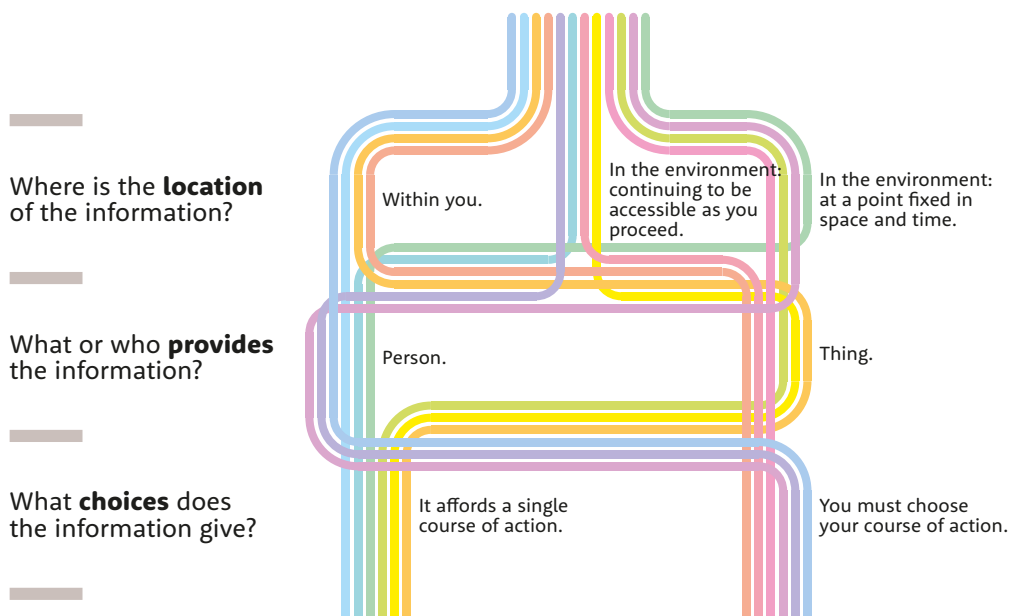 Where is the location
of the information?
Within you.
In the environment:
continuing to be
accessible as you
proceed.
In the environment:
at a point fixed in
space and time.
What or who provides
the information?
Person.
Thing.
What choices does
the information give?
It affords a single
course of action.
You must choose
your course of action.